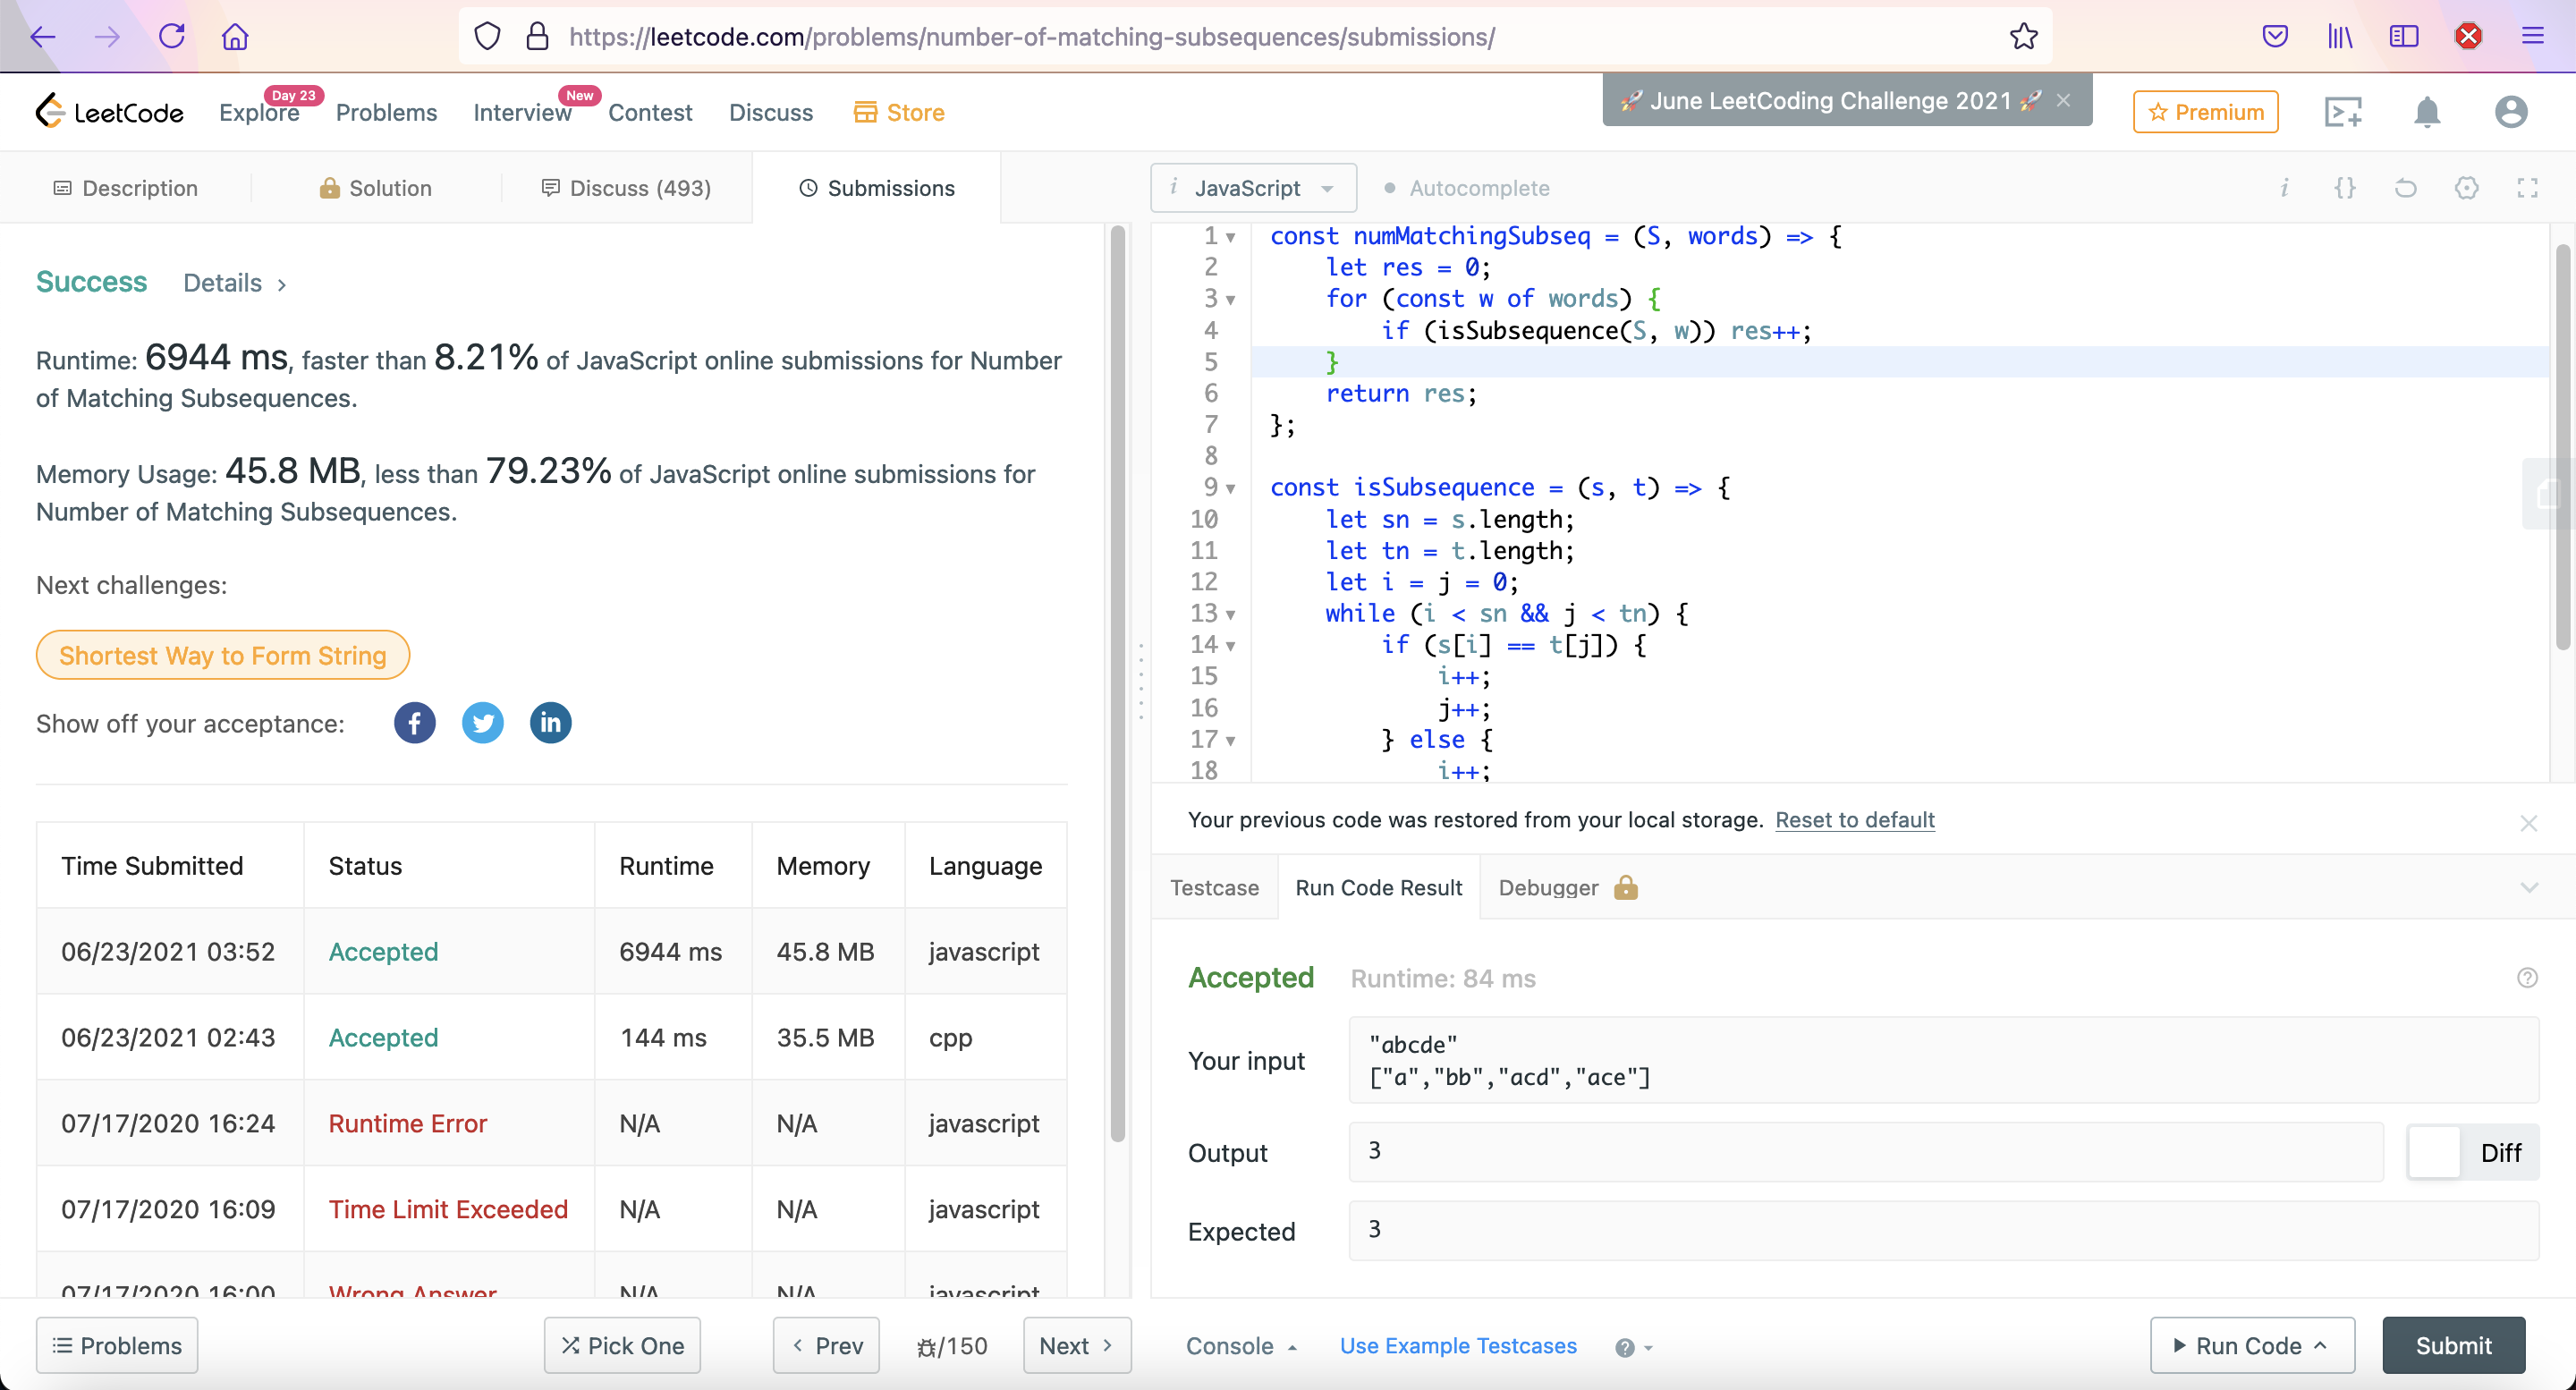 https://leetcode.com/problems/number-of-matching-subsequences/submissions/
LeetCode
Explore
Day 23
Problems
Interview
New
Contest
Discuss
Store
🚀 June LeetCoding Challenge 2021 🚀 ×
Premium
Description
Solution
Discuss (493)
Submissions
Success Details >
Runtime: 6944 ms, faster than 8.21% of JavaScript online submissions for Number
of Matching Subsequences.
Memory Usage: 45.8 MB, less than 79.23% of JavaScript online submissions for
Number of Matching Subsequences.
Next challenges:
Shortest Way to Form String
Show off your acceptance:
Time Submitted Status Runtime Memory Language
06/23/2021 03:52 Accepted 6944 ms 45.8 MB javascript
06/23/2021 02:43 Accepted 144 ms 35.5 MB cpp
07/17/2020 16:24 Runtime Error N/A N/A javascript
07/17/2020 16:09 Time Limit Exceeded N/A N/A javascript
07/17/2020 16:00 Wrong Answer N/A N/A javascript
Problems
Pick One
< Prev
/150
Next >
i JavaScript
Autocomplete
i {}
1 const numMatchingSubseq = (S, words) => {
2 let res = 0;
3 for (const w of words) {
4 if (isSubsequence(S, w)) res++;
5 }
6 return res;
7 };
8
9 const isSubsequence = (s, t) => {
10 let sn = s.length;
11 let tn = t.length;
12 let i = j = 0;
13 while (i < sn && j < tn) {
14 if (s[i] == t[j]) {
15 i++;
16 j++;
17 } else {
18 i++;
Your previous code was restored from your local storage. Reset to default
Testcase
Run Code Result
Debugger
Accepted Runtime: 84 ms
Your input
"abcde"
["a","bb","acd","ace"]
Output
3
Diff
Expected
3
Console
Use Example Testcases
Run Code
Submit